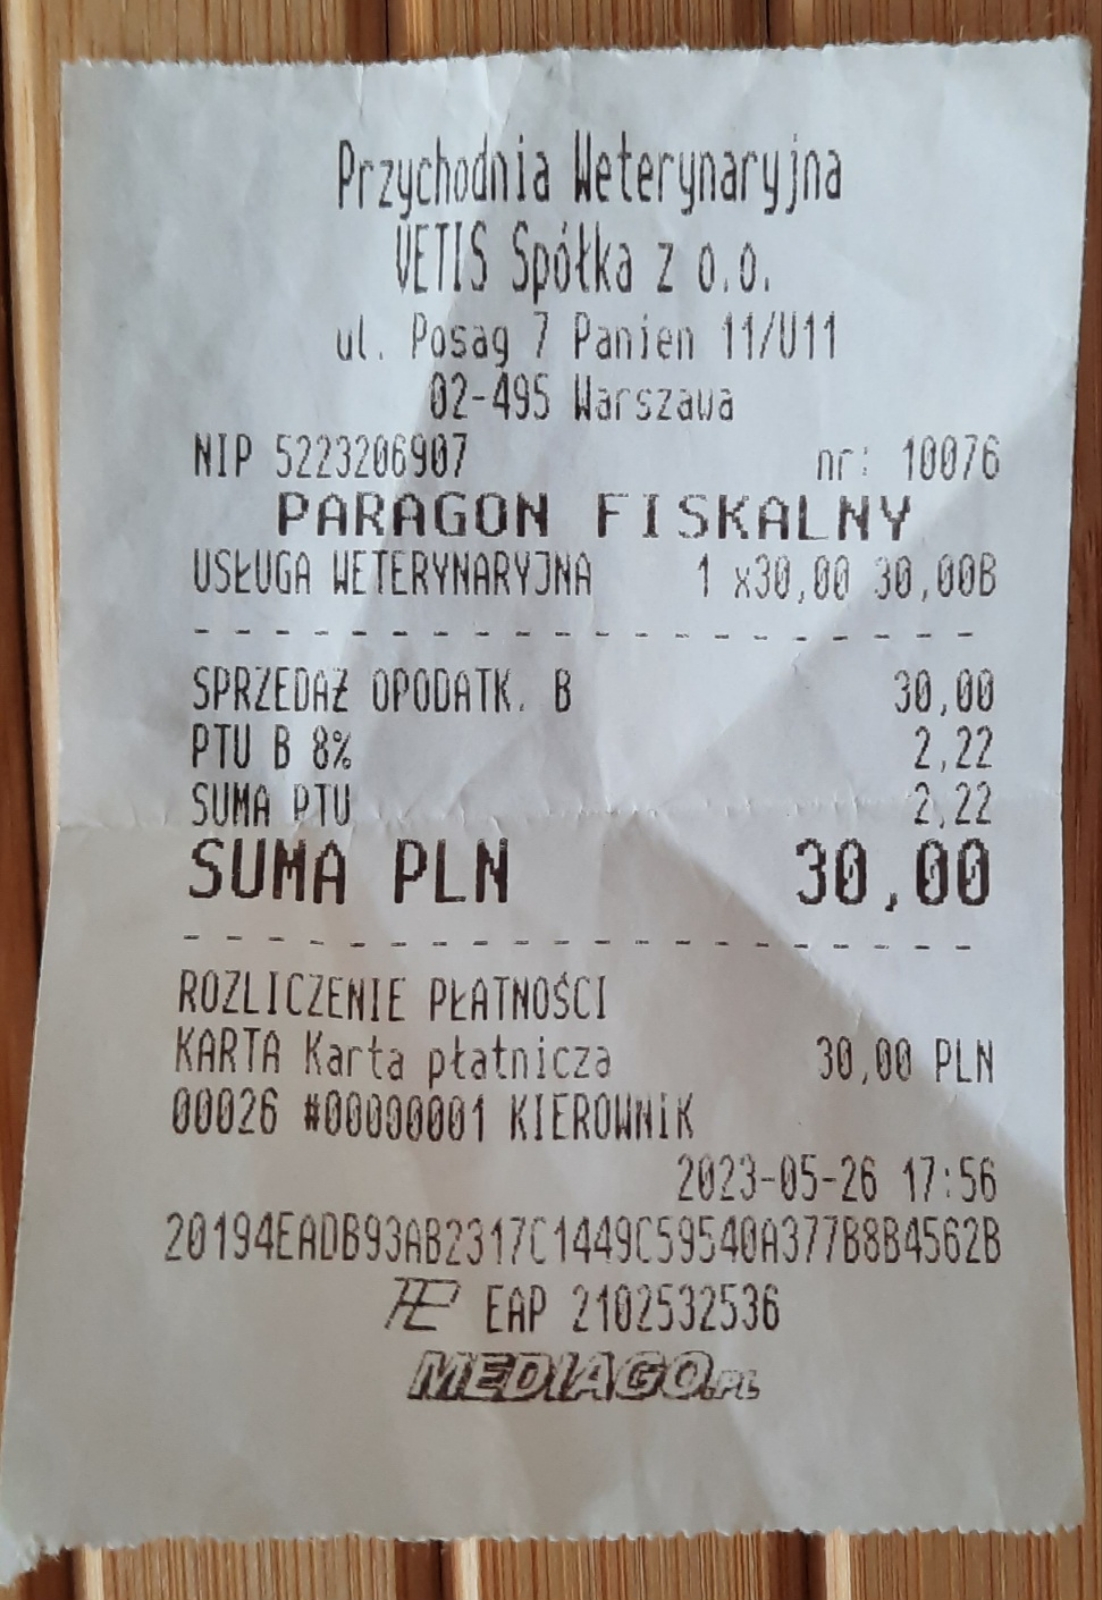 Przychodnia Weterynaryjna
VETIS Spółka z o.o.
ul. Posag 7 Panien 11/U11
02-495 Warszawa
NIP 5223206907 nr: 10076
PARAGON FISKALNY
USŁUGA WETERYNARYJNA 1 x30,00 30,00B
SPRZEDAŻ OPODATK. B 30,00
PTU B 8% 2,22
SUMA PTU 2,22
SUMA PLN 30,00
ROZLICZENIE PŁATNOŚCI
KARTA Karta płatnicza 30,00 PLN
00026 #00000001 KIEROWNIK
2023-05-26 17:56
20194EADB93AB2317C1449C59540A377B8B4562B
EAP 2102532536
MEDIAGO.PL